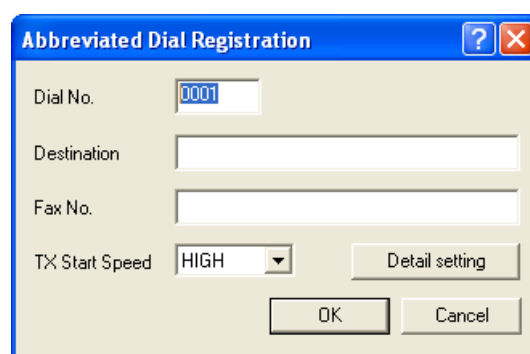 Abbreviated Dial Registration
Dial No. 0001
Destination
Fax No.
TX Start Speed HIGH Detail setting
OK Cancel